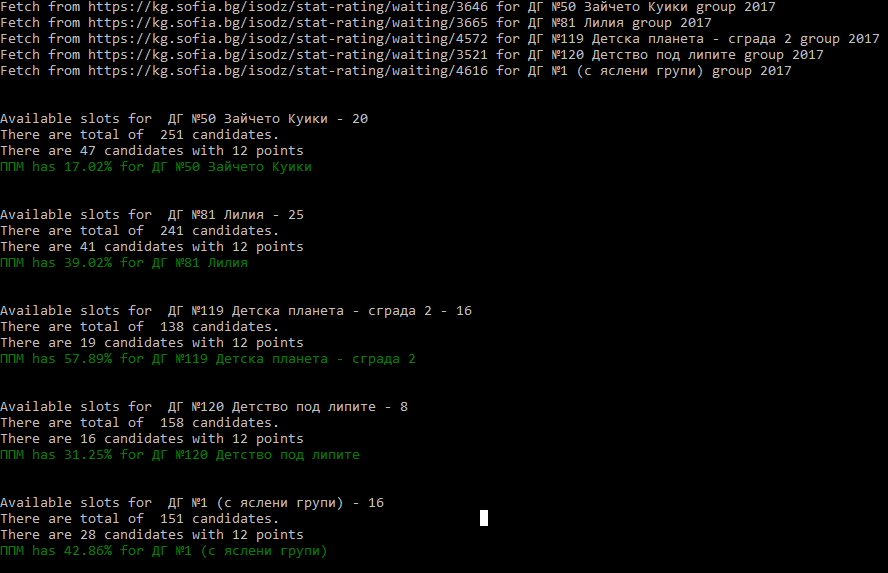 Fetch from https://kg.sofia.bg/isodz/stat-rating/waiting/3646 for ДГ №50 Зайчето Куики group 2017
Fetch from https://kg.sofia.bg/isodz/stat-rating/waiting/3665 for ДГ №81 Лилия group 2017
Fetch from https://kg.sofia.bg/isodz/stat-rating/waiting/4572 for ДГ №119 Детска планета - сграда 2 group 2017
Fetch from https://kg.sofia.bg/isodz/stat-rating/waiting/3521 for ДГ №120 Детство под липите group 2017
Fetch from https://kg.sofia.bg/isodz/stat-rating/waiting/4616 for ДГ №1 (с яслени групи) group 2017
Available slots for  ДГ №50 Зайчето Куики - 20
There are total of  251 candidates.
There are 47 candidates with 12 points
ППМ has 17.02% for ДГ №50 Зайчето Куики
Available slots for  ДГ №81 Лилия - 25
There are total of  241 candidates.
There are 41 candidates with 12 points
ППМ has 39.02% for ДГ №81 Лилия
Available slots for  ДГ №119 Детска планета - сграда 2 - 16
There are total of  138 candidates.
There are 19 candidates with 12 points
ППМ has 57.89% for ДГ №119 Детска планета - сграда 2
Available slots for  ДГ №120 Детство под липите - 8
There are total of  158 candidates.
There are 16 candidates with 12 points
ППМ has 31.25% for ДГ №120 Детство под липите
Available slots for  ДГ №1 (с яслени групи) - 16
There are total of  151 candidates.
There are 28 candidates with 12 points
ППМ has 42.86% for ДГ №1 (с яслени групи)